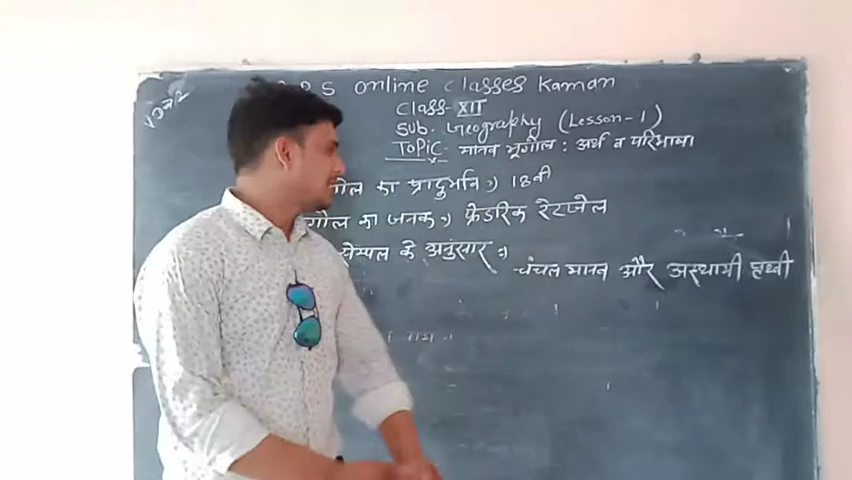 P S Online Classes Kaman
Class- XII
Sub. Geography (Lesson-1)
Topic- मानव भूगोल : अर्थ व परिभाषा
गोल का प्रादुर्भाव :) 18वी
गोल का जनक :) फ्रेडरिक रेटजेल
सेम्पल के अनुसार :)
चंचल मानव और अस्थायी पृथ्वी